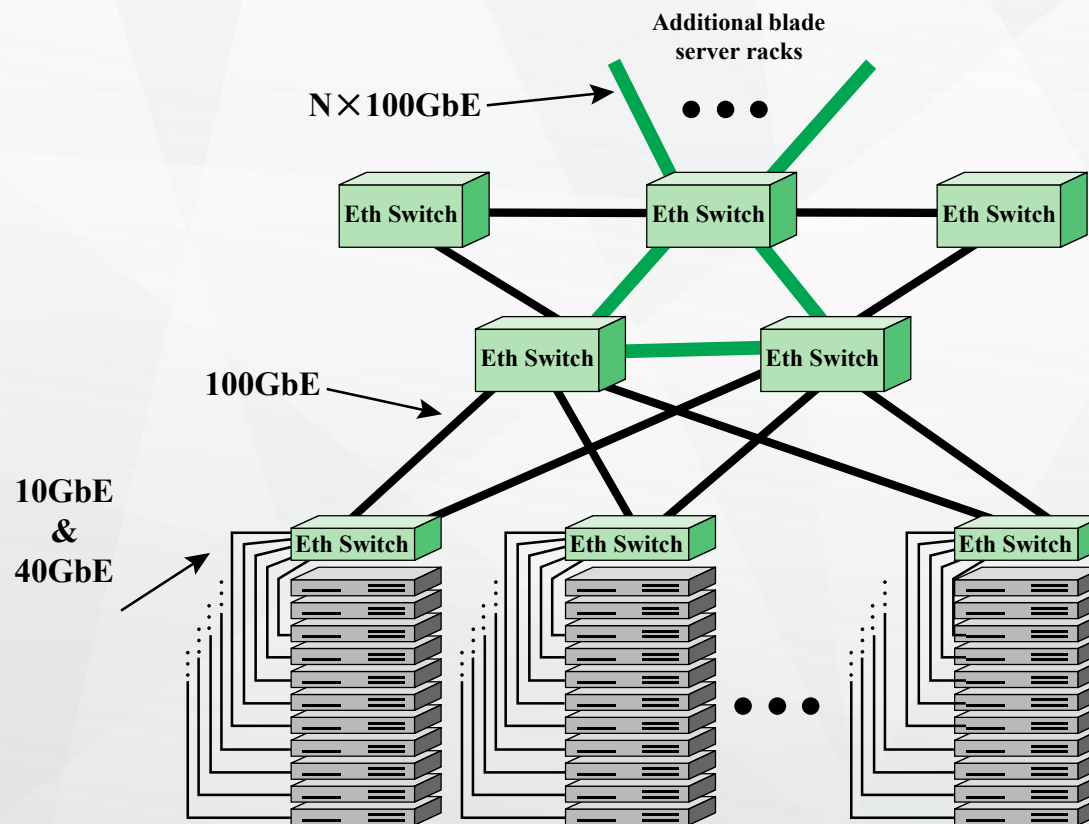 Additional blade
server racks
N×100GbE
Eth Switch
Eth Switch
Eth Switch
Eth Switch
Eth Switch
100GbE
10GbE
&
40GbE
Eth Switch
Eth Switch
Eth Switch